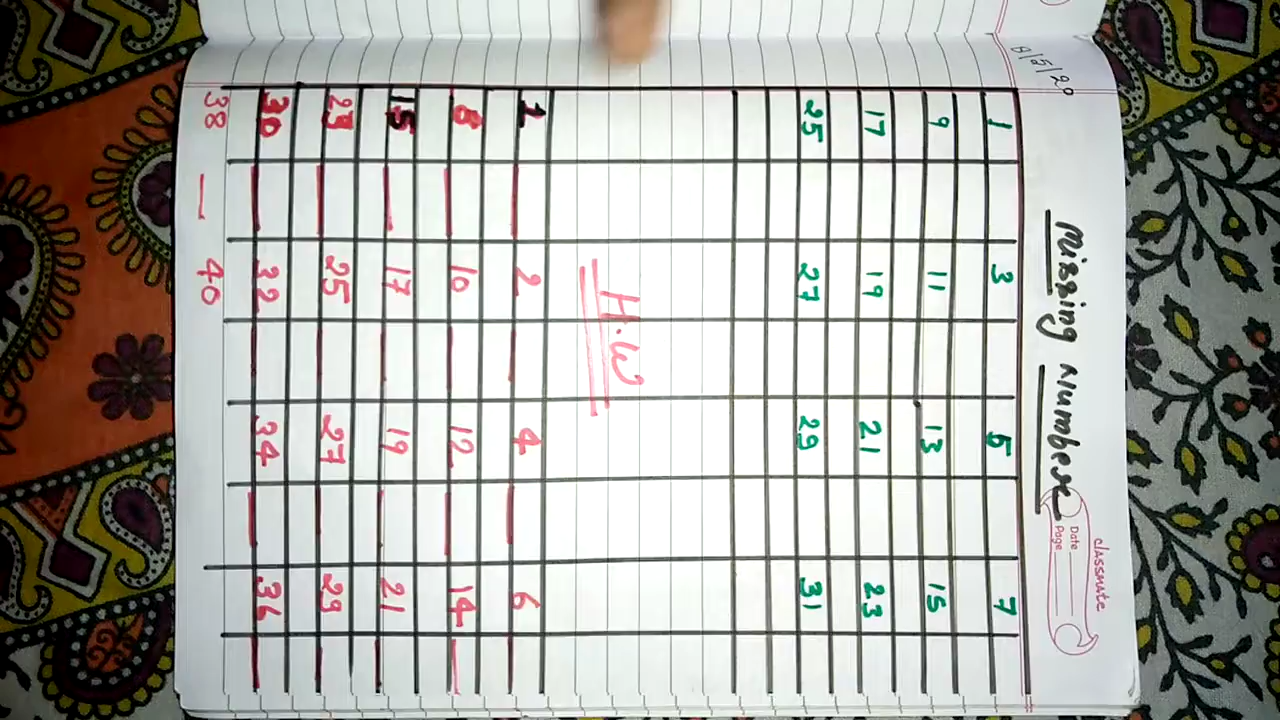 classmate
Date
Page
8/5/20
Missing Numbers
1 3 5 7
9 11 13 15
17 19 21 23
25 27 29 31
H.W
1 _ 2 _ 4 _ 6 _
8 _ 10 _ 12 _ 14 _
15 _ 17 _ 19 _ 21 _
23 _ 25 _ 27 _ 29 _
30 _ 32 _ 34 _ 36 _
38 _ 40